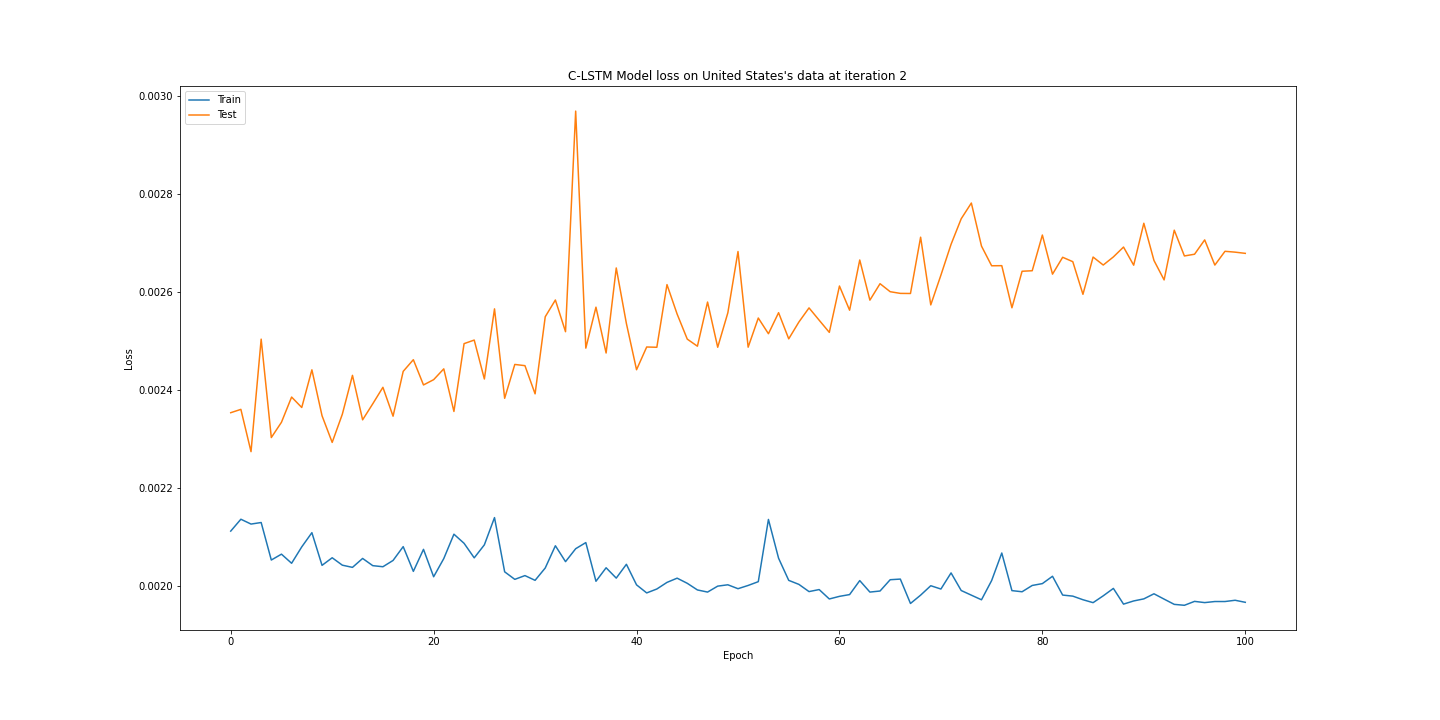 C-LSTM Model loss on United States's data at iteration 2
Train
Test
0.0030
0.0028
0.0026
0.0024
0.0022
0.0020
Loss
0 20 40 60 80 100
Epoch